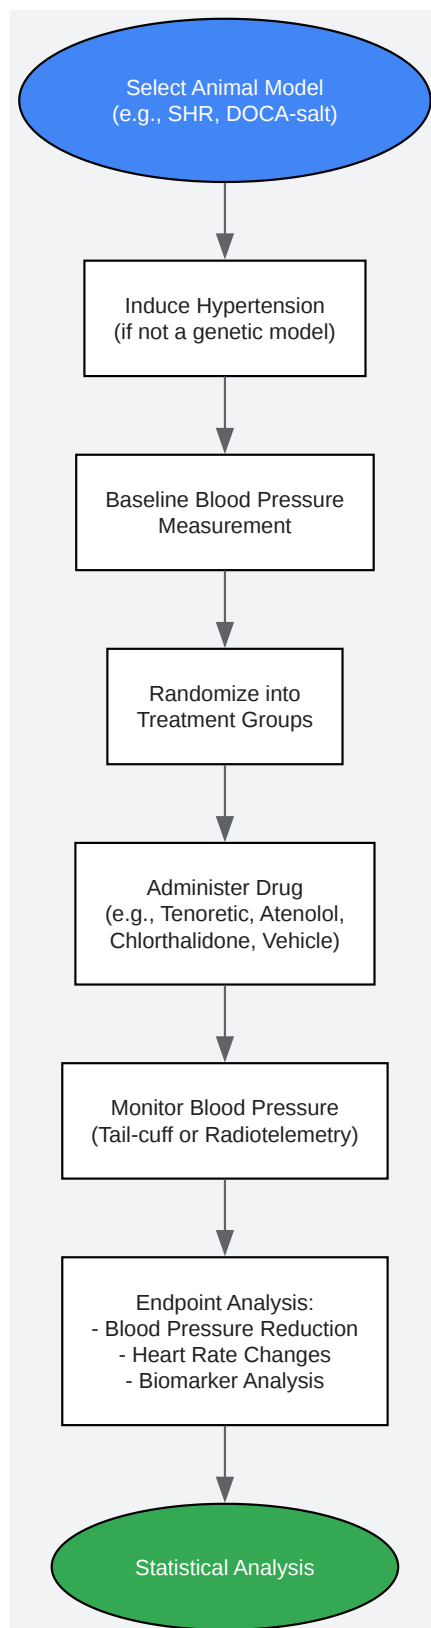 Select Animal Model
(e.g., SHR, DOCA-salt)
Induce Hypertension
(if not a genetic model)
Baseline Blood Pressure
Measurement
Randomize into
Treatment Groups
Administer Drug
(e.g., Tenoretic, Atenolol,
Chlorthalidone, Vehicle)
Monitor Blood Pressure
(Tail-cuff or Radiotelemetry)
Endpoint Analysis:
- Blood Pressure Reduction
- Heart Rate Changes
- Biomarker Analysis
Statistical Analysis